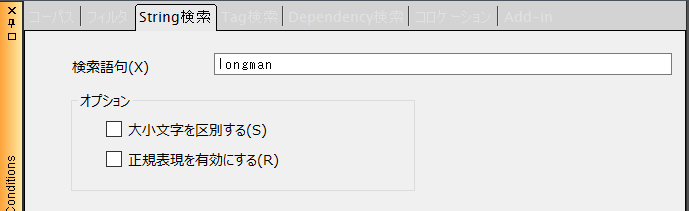 コーパス フィルタ String検索 Tag検索 Dependency検索 コロケーション Add-in
検索語句(X) longman
オプション
大小文字を区別する(S)
正規表現を有効にする(R)
Conditions